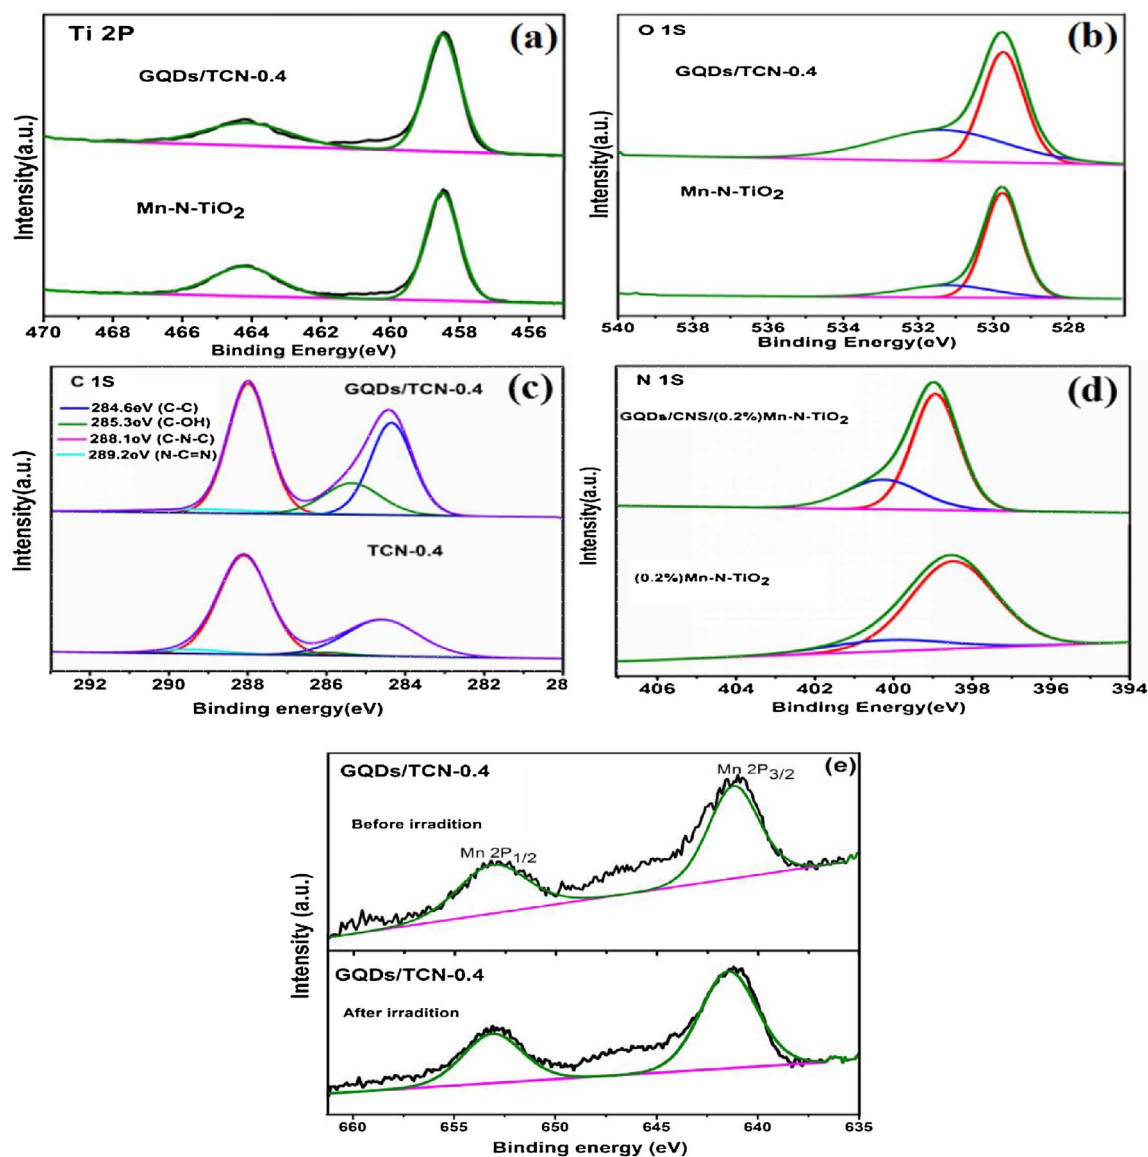 Ti 2P
(a)
GQDs/TCN-0.4
Mn-N-TiO2
Intensity(a.u.)
470 466 464 462 460 458 456
Binding Energy(eV)
O 1S
(b)
GQDs/TCN-0.4
Mn-N-TiO2
Intensity(a.u.)
540 538 536 534 532 530 528
Binding Energy(eV)
C 1S
(c)
GQDs/TCN-0.4
284.6eV (C-C)
285.3eV (C-OH)
288.1eV (C-N-C)
289.2eV (N-C=N)
TCN-0.4
Intensity(a.u.)
292 290 288 286 284 282 28
Binding energy(eV)
N 1S
(d)
GQDs/CNS/(0.2%)Mn-N-TiO2
(0.2%)Mn-N-TiO2
Intensity(a.u.)
406 404 402 400 398 396 394
Binding Energy(eV)
GQDs/TCN-0.4
(e)
Mn 2P3/2
Before irradition
Mn 2P1/2
GQDs/TCN-0.4
After irradition
Intensity (a.u.)
660 655 650 645 640 635
Binding energy (eV)